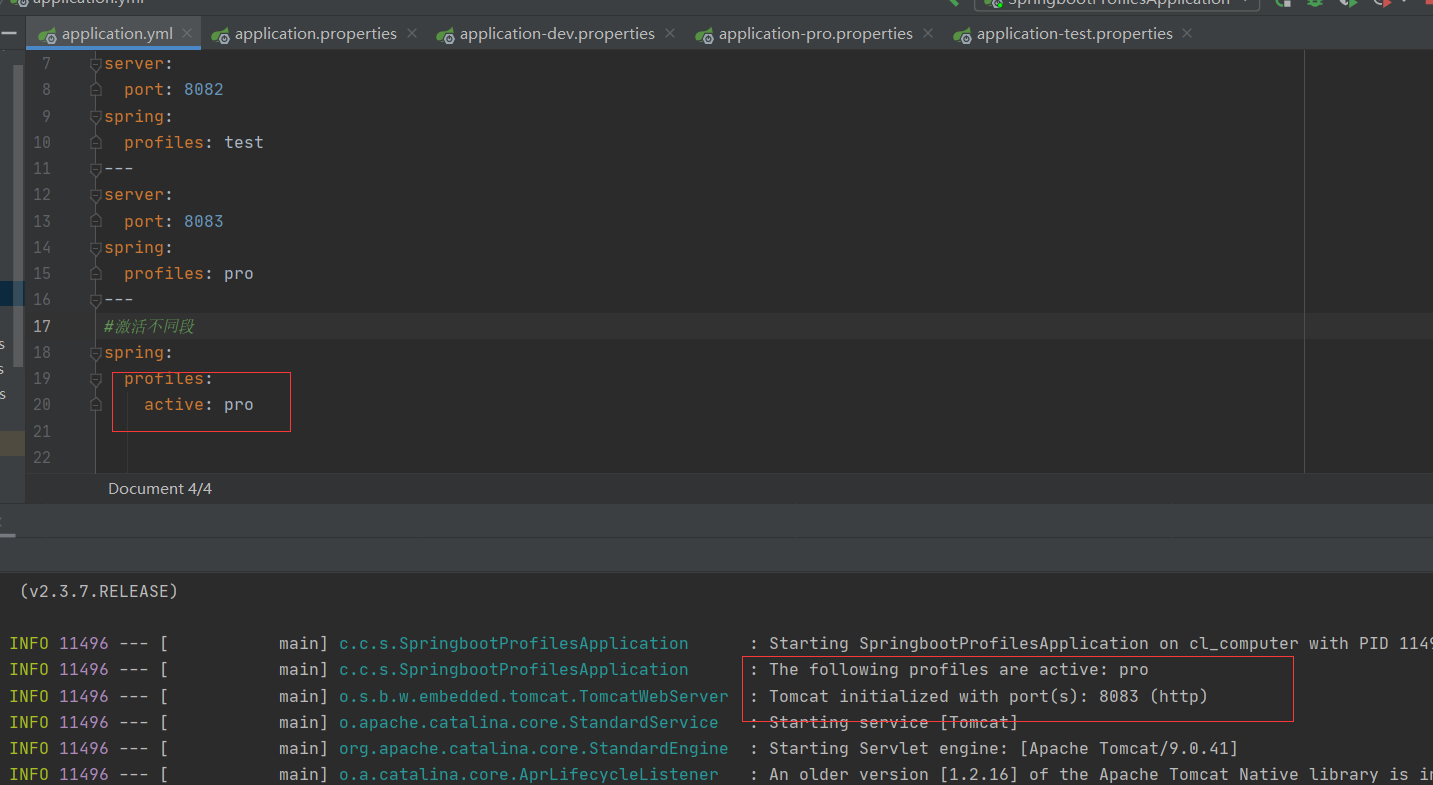 application.yml
SpringbootProfilesApplication
application.yml application.properties application-dev.properties application-pro.properties application-test.properties
7 server:
8 port: 8082
9 spring:
10 profiles: test
11 ---
12 server:
13 port: 8083
14 spring:
15 profiles: pro
16 ---
17 #激活不同段
18 spring:
19 profiles:
20 active: pro
21
22
s
s
s
Document 4/4
(v2.3.7.RELEASE)
INFO 11496 --- [ main] c.c.s.SpringbootProfilesApplication : Starting SpringbootProfilesApplication on cl_computer with PID 1149
INFO 11496 --- [ main] c.c.s.SpringbootProfilesApplication : The following profiles are active: pro
INFO 11496 --- [ main] o.s.b.w.embedded.tomcat.TomcatWebServer : Tomcat initialized with port(s): 8083 (http)
INFO 11496 --- [ main] o.apache.catalina.core.StandardService : Starting service [Tomcat]
INFO 11496 --- [ main] org.apache.catalina.core.StandardEngine : Starting Servlet engine: [Apache Tomcat/9.0.41]
INFO 11496 --- [ main] o.a.catalina.core.AprLifecycleListener : An older version [1.2.16] of the Apache Tomcat Native library is in